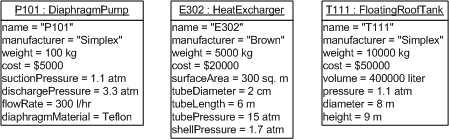 P101 : DiaphragmPump
name = "P101"
manufacturer = "Simplex"
weight = 100 kg
cost = $5000
suctionPressure = 1.1 atm
dischargePressure = 3.3 atm
flowRate = 300 l/hr
diaphragmMaterial = Teflon
E302 : HeatExcharger
name = "E302"
manufacturer = "Brown"
weight = 5000 kg
cost = $20000
surfaceArea = 300 sq. m
tubeDiameter = 2 cm
tubeLength = 6 m
tubePressure = 15 atm
shellPressure = 1.7 atm
T111 : FloatingRoofTank
name = "T111"
manufacturer = "Simplex"
weight = 10000 kg
cost = $50000
volume = 400000 liter
pressure = 1.1 atm
diameter = 8 m
height = 9 m